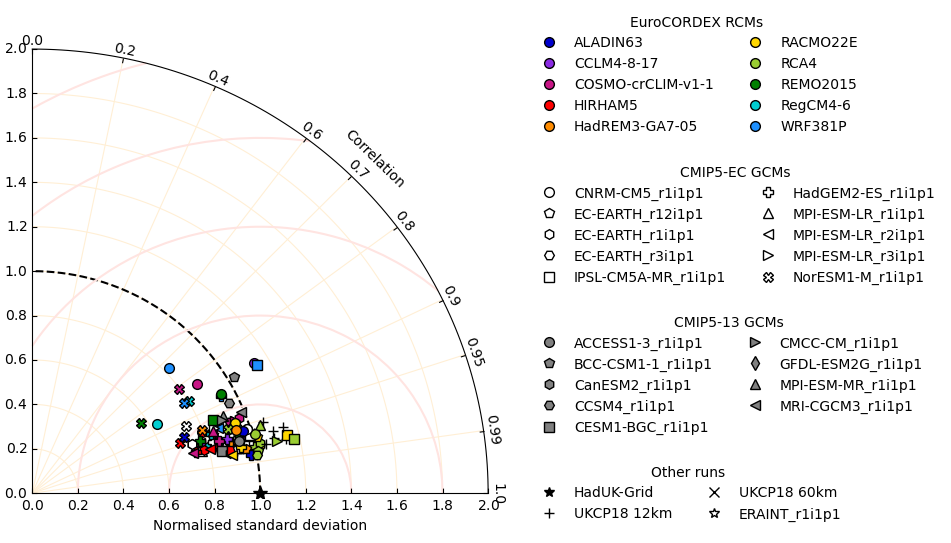 EuroCORDEX RCMs
ALADIN63
CCLM4-8-17
COSMO-crCLIM-v1-1
HIRHAM5
HadREM3-GA7-05
RACMO22E
RCA4
REMO2015
RegCM4-6
WRF381P
CMIP5-EC GCMs
CNRM-CM5_r1i1p1
EC-EARTH_r12i1p1
EC-EARTH_r1i1p1
EC-EARTH_r3i1p1
IPSL-CM5A-MR_r1i1p1
HadGEM2-ES_r1i1p1
MPI-ESM-LR_r1i1p1
MPI-ESM-LR_r2i1p1
MPI-ESM-LR_r3i1p1
NorESM1-M_r1i1p1
CMIP5-13 GCMs
ACCESS1-3_r1i1p1
BCC-CSM1-1_r1i1p1
CanESM2_r1i1p1
CCSM4_r1i1p1
CESM1-BGC_r1i1p1
CMCC-CM_r1i1p1
GFDL-ESM2G_r1i1p1
MPI-ESM-MR_r1i1p1
MRI-CGCM3_r1i1p1
Other runs
HadUK-Grid
UKCP18 12km
UKCP18 60km
ERAINT_r1i1p1
0.0
0.2
0.4
0.6
0.7
0.8
0.9
0.95
0.99
1.0
Correlation
2.0
1.8
1.6
1.4
1.2
1.0
0.8
0.6
0.4
0.2
0.0
0.0
0.2
0.4
0.6
0.8
1.0
1.2
1.4
1.6
1.8
2.0
Normalised standard deviation